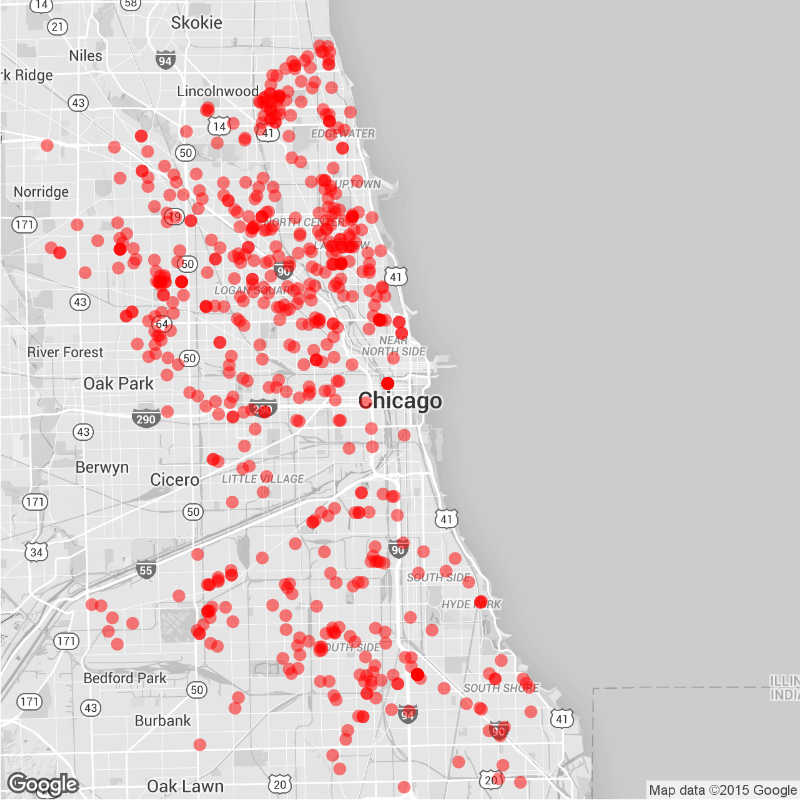 14
58
Skokie
21
Niles
94
rk Ridge
Lincolnwood
43
14
41
EDGEWATER
50
Norridge
UPTOWN
171
19
NORTH CENTER
50
90
41
LOGAN SQUARE
43
64
NEAR
NORTH SIDE
River Forest
50
Oak Park
Chicago
290
290
43
Berwyn
Cicero
LITTLE VILLAGE
171
50
41
34
90
55
SOUTH SIDE
HYDE PARK
171
SOUTH SIDE
Bedford Park
50
SOUTH SHORE
ILLIN
INDIA
171
43
94
Burbank
41
90
Google
Oak Lawn
20
20
Map data ©2015 Google